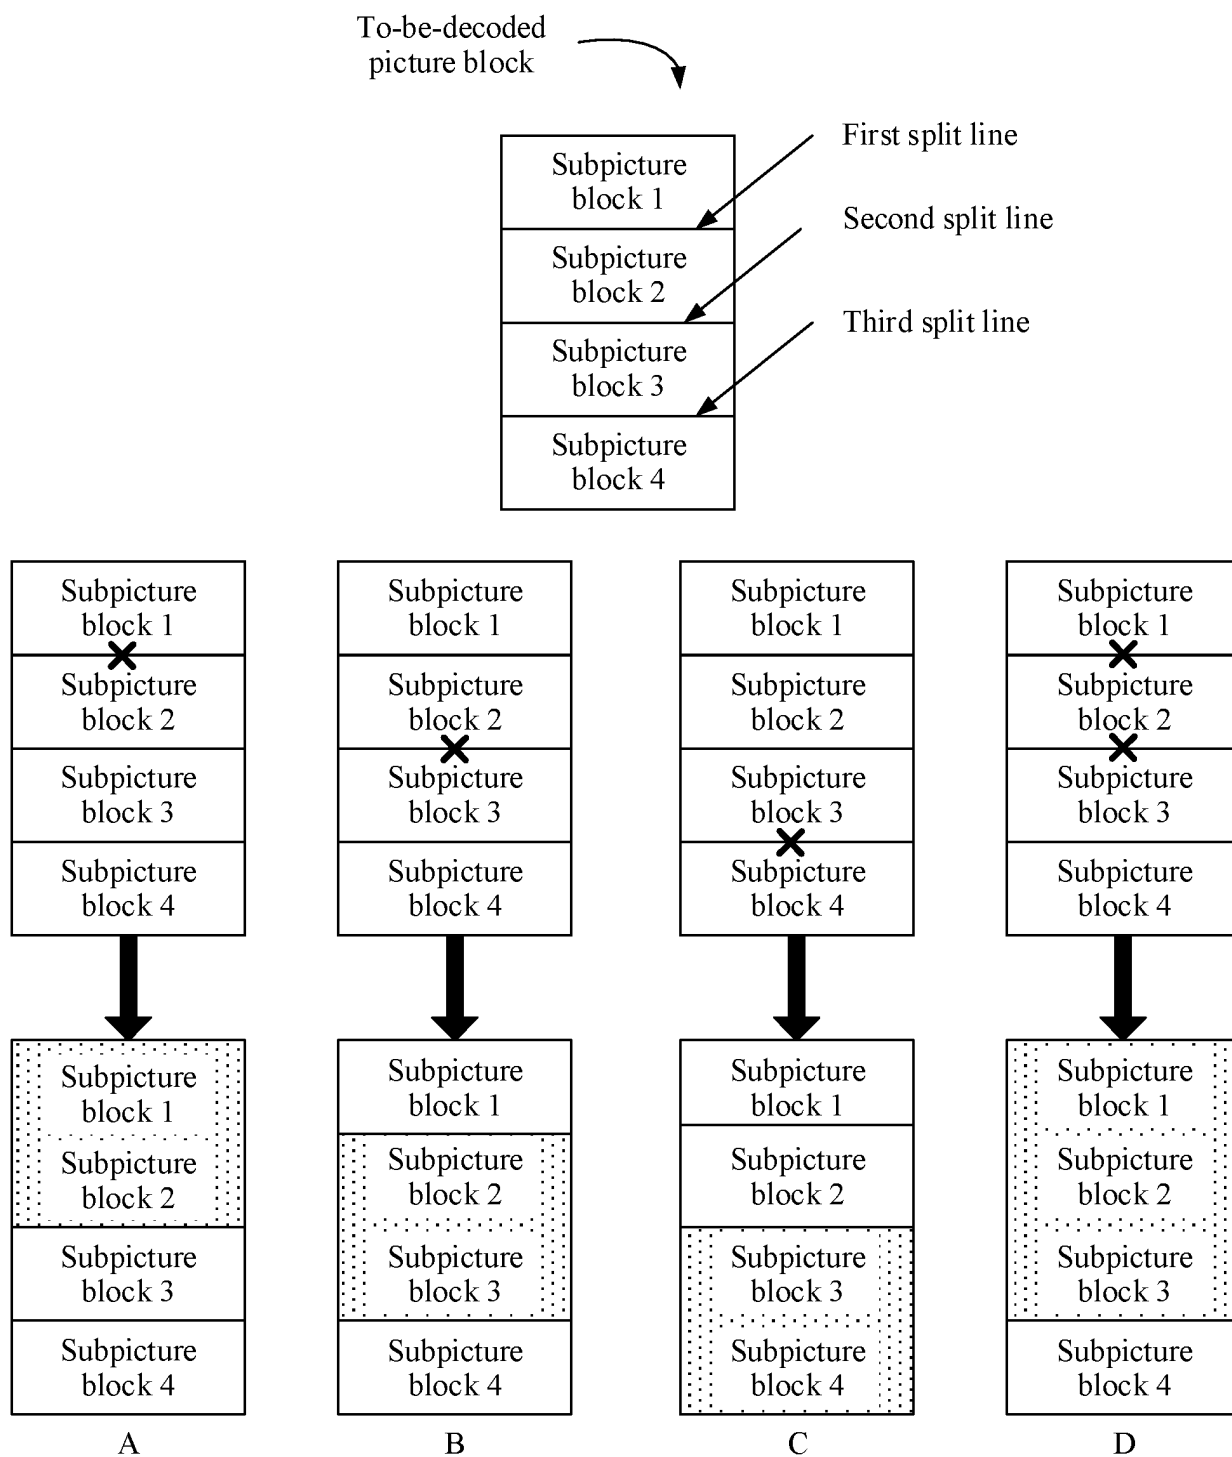 To-be-decoded
picture block
First split line
Second split line
Third split line
Subpicture
block 1
Subpicture
block 2
Subpicture
block 3
Subpicture
block 4
Subpicture
block 1
Subpicture
block 2
Subpicture
block 3
Subpicture
block 4
Subpicture
block 1
Subpicture
block 2
Subpicture
block 3
Subpicture
block 4
Subpicture
block 1
Subpicture
block 2
Subpicture
block 3
Subpicture
block 4
Subpicture
block 1
Subpicture
block 2
Subpicture
block 3
Subpicture
block 4
Subpicture
block 1
Subpicture
block 2
Subpicture
block 3
Subpicture
block 4
A
Subpicture
block 1
Subpicture
block 2
Subpicture
block 3
Subpicture
block 4
B
Subpicture
block 1
Subpicture
block 2
Subpicture
block 3
Subpicture
block 4
C
Subpicture
block 1
Subpicture
block 2
Subpicture
block 3
Subpicture
block 4
D